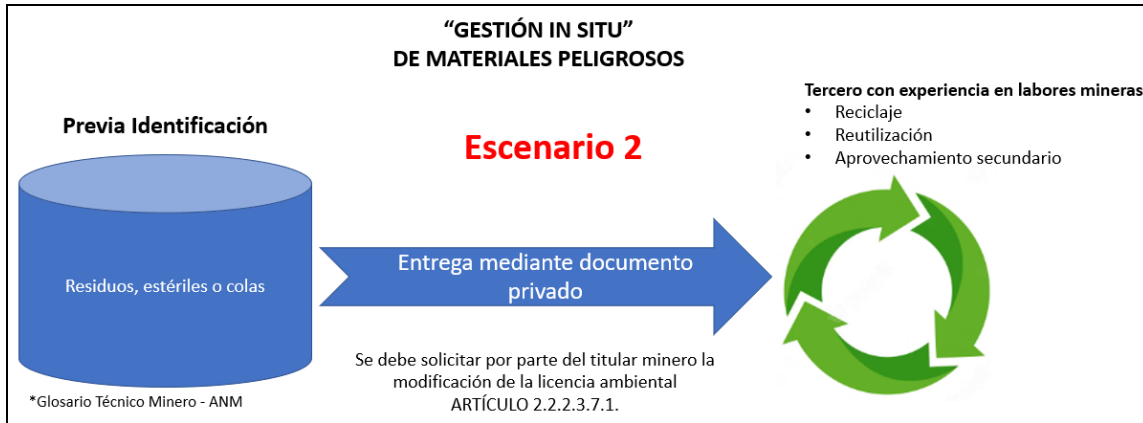 “GESTIÓN IN SITU”
DE MATERIALES PELIGROSOS
Tercero con experiencia en labores mineras
• Reciclaje
• Reutilización
• Aprovechamiento secundario
Previa Identificación
Escenario 2
Residuos, estériles o colas
Entrega mediante documento
privado
Se debe solicitar por parte del titular minero la
modificación de la licencia ambiental
ARTÍCULO 2.2.2.3.7.1.
*Glosario Técnico Minero - ANM